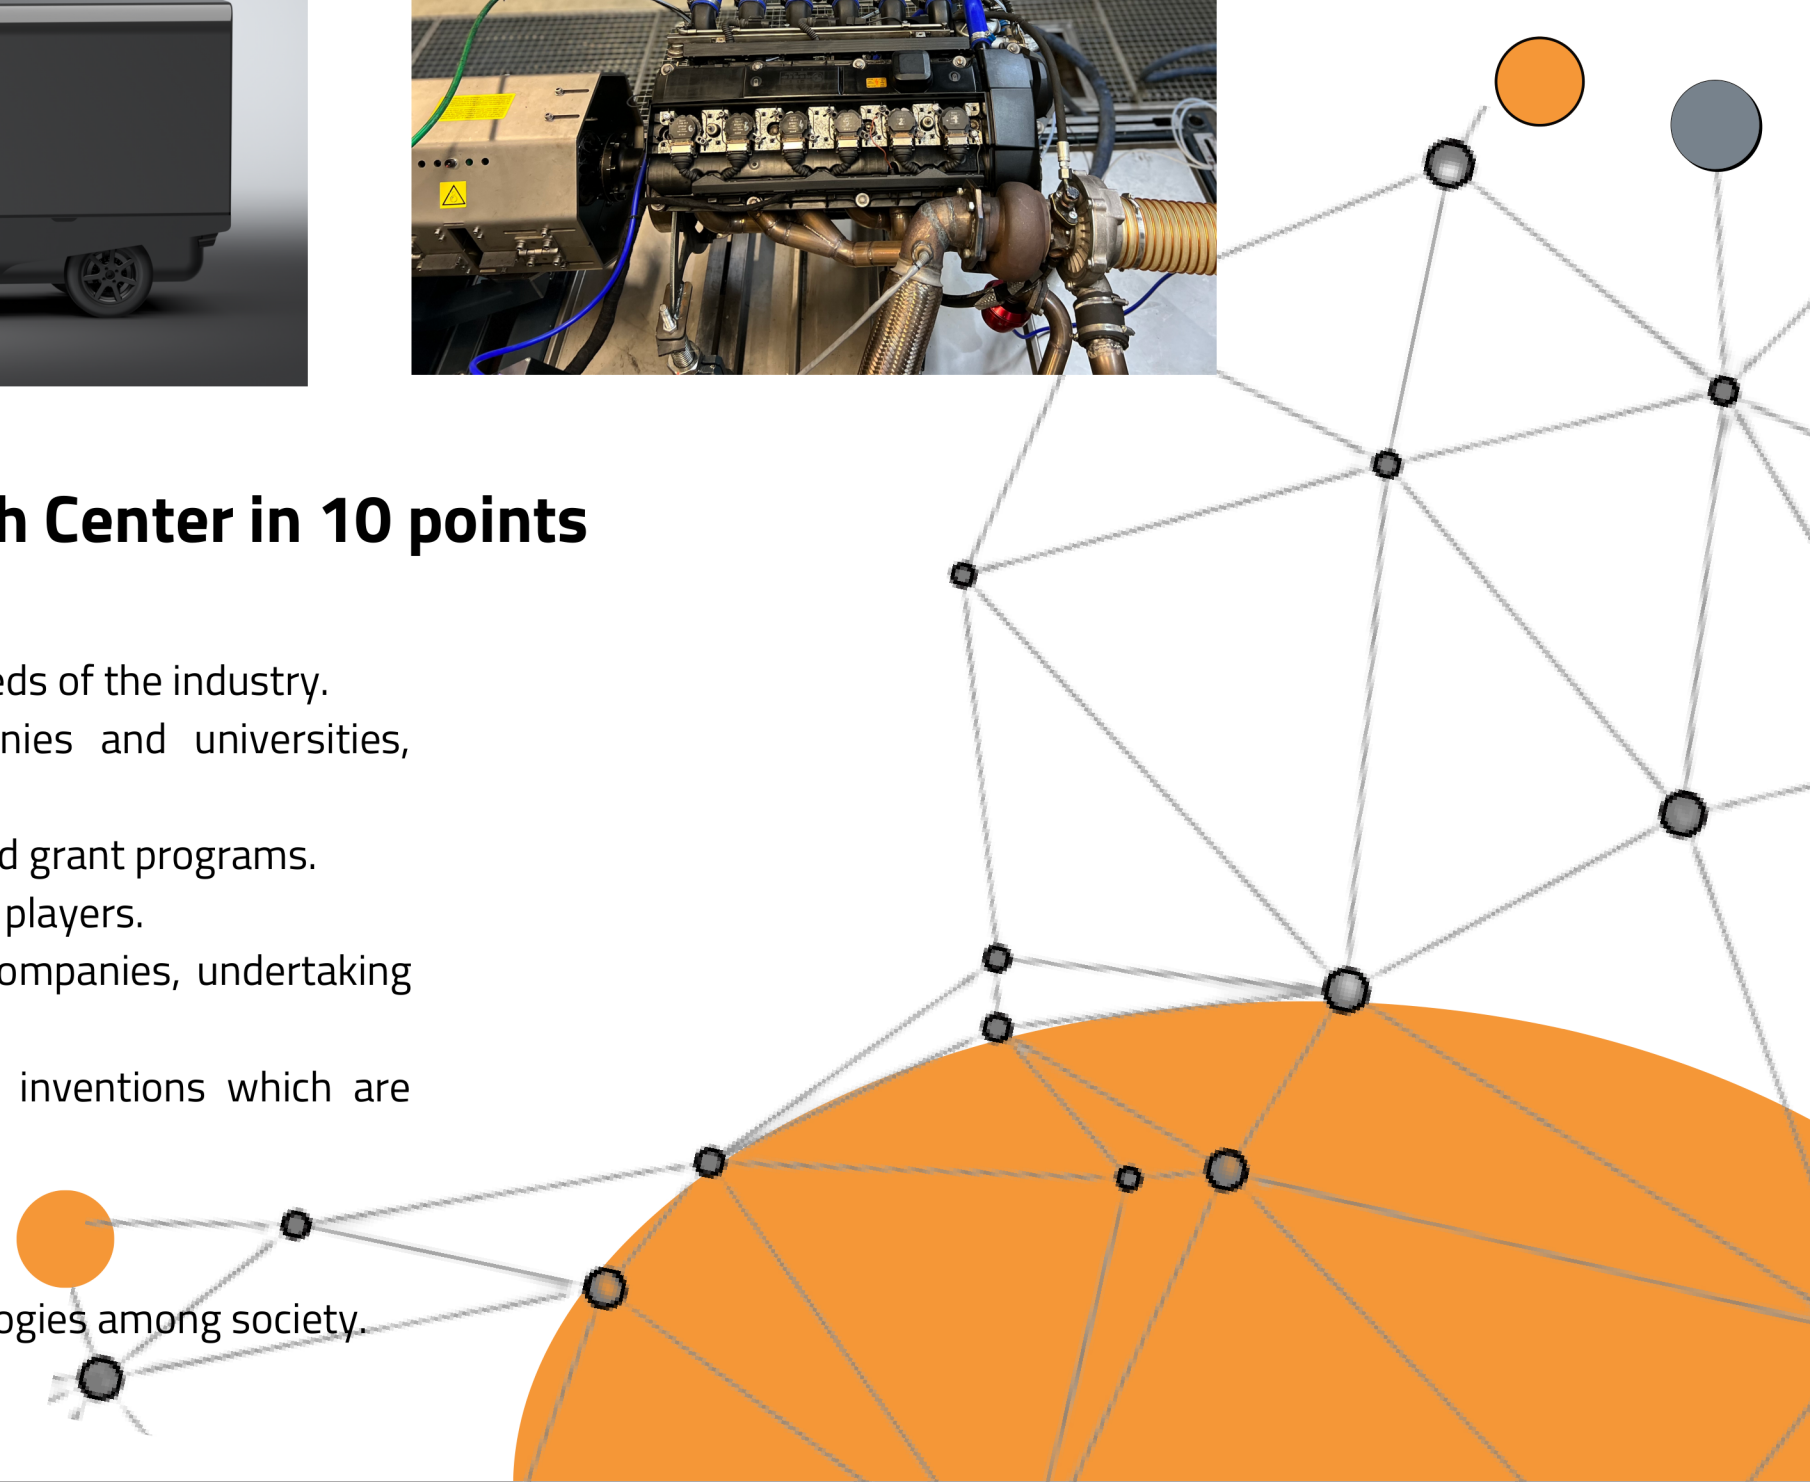 h Center in 10 points
eds of the industry.
nies and universities,
d grant programs.
players.
ompanies, undertaking
inventions which are
ogies among society.